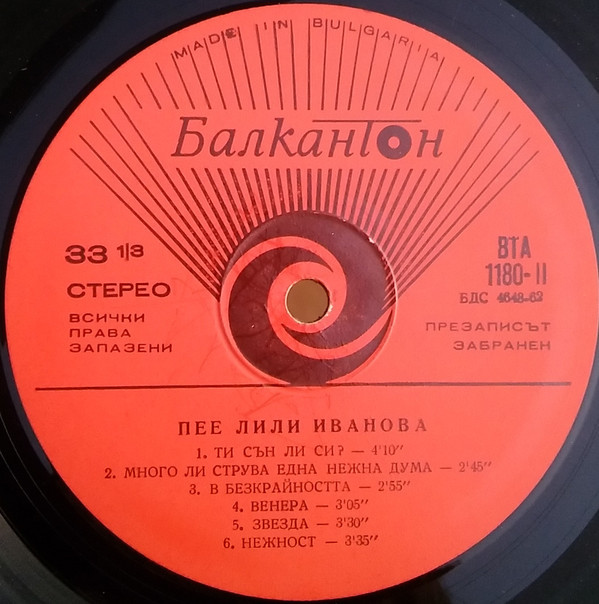 MADE IN BULGARIA
Балкантон
33 1/3
СТЕРЕО
ВСИЧКИ
ПРАВА
ЗАПАЗЕНИ
ВТА
1180-II
БДС 4648-62
ПРЕЗАПИСЪТ
ЗАБРАНЕН
ПЕЕ ЛИЛИ ИВАНОВА
1. ТИ СЪН ЛИ СИ? — 4'10"
2. МНОГО ЛИ СТРУВА ЕДНА НЕЖНА ДУМА — 2'45"
3. В БЕЗКРАЙНОСТТА — 2'55"
4. ВЕНЕРА — 3'05"
5. ЗВЕЗДА — 3'30"
6. НЕЖНОСТ — 3'35"